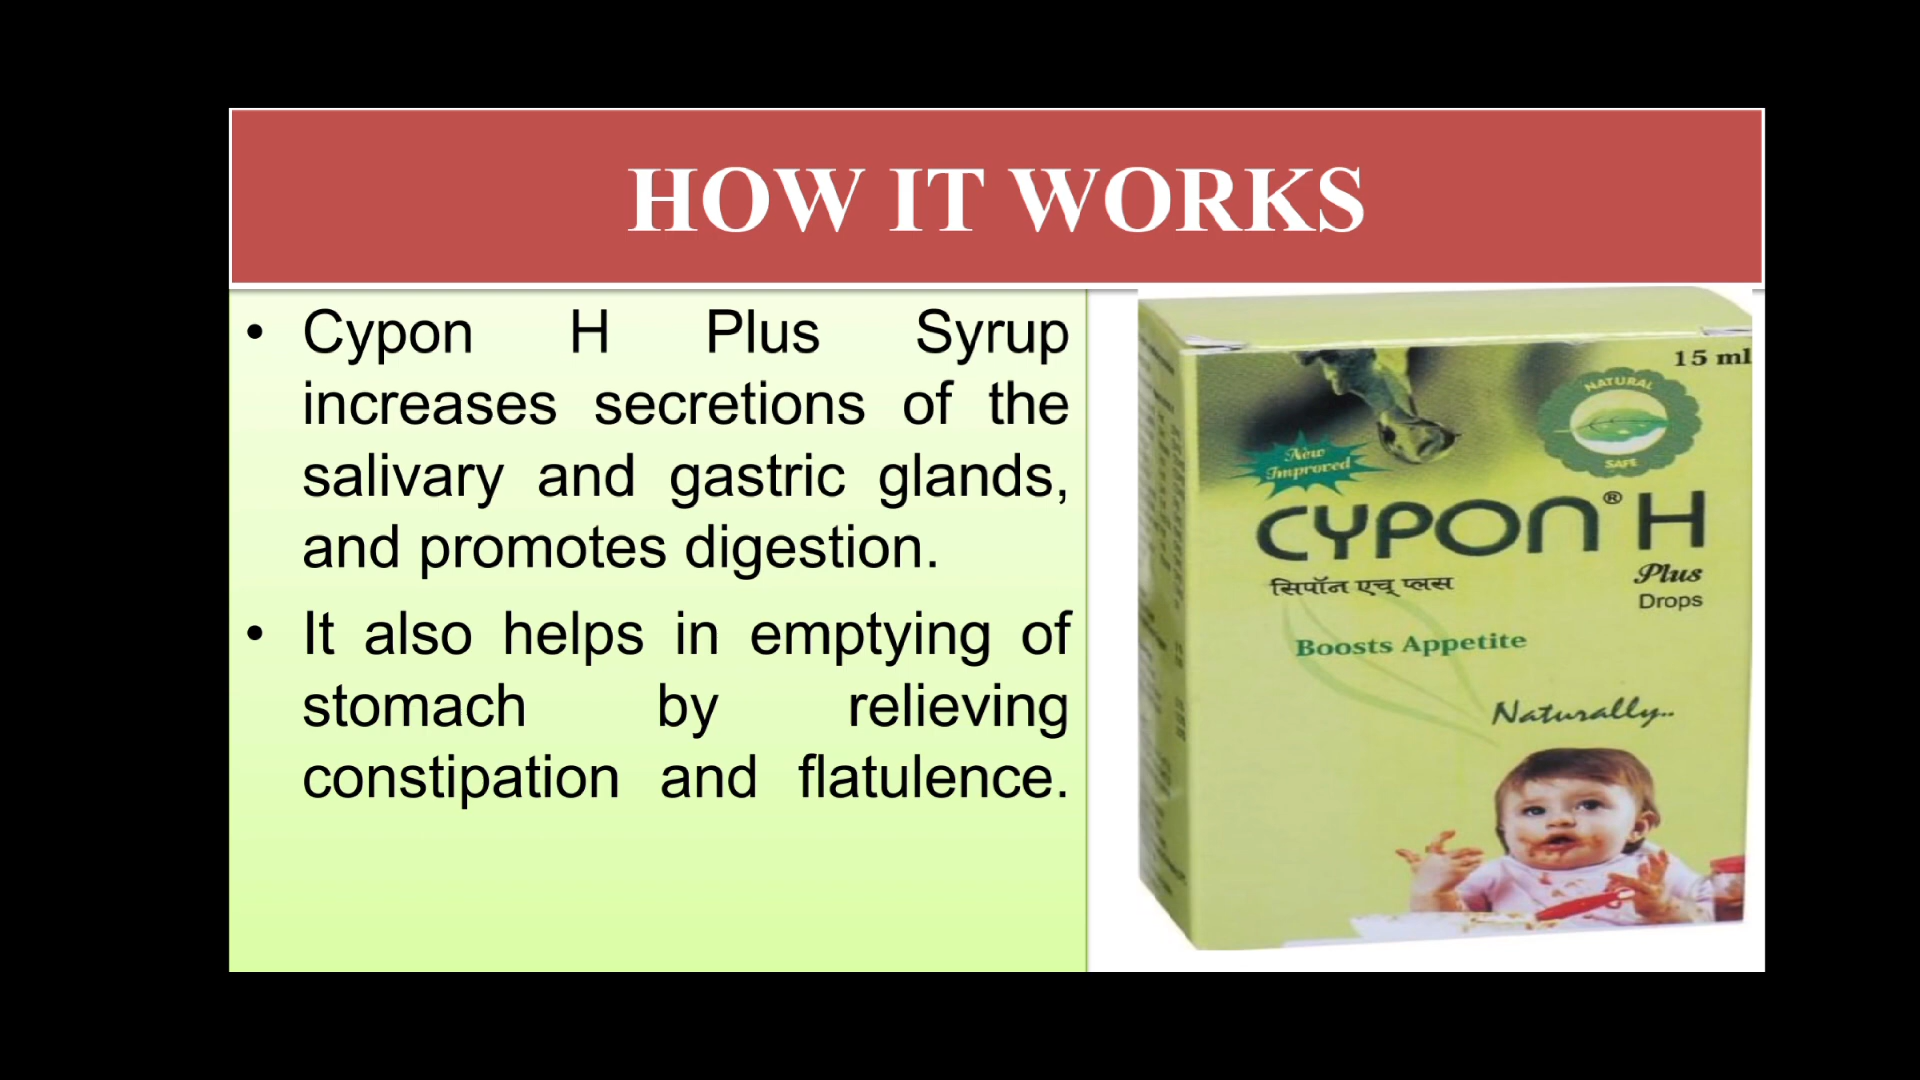 HOW IT WORKS
• Cypon H Plus Syrup
increases secretions of the
salivary and gastric glands,
and promotes digestion.
• It also helps in emptying of
stomach by relieving
constipation and flatulence.
15 ml
NATURAL
SAFE
New
Improved
CYPON® H
सिपॉन एच् प्लस
Plus
Drops
Boosts Appetite
Naturally..